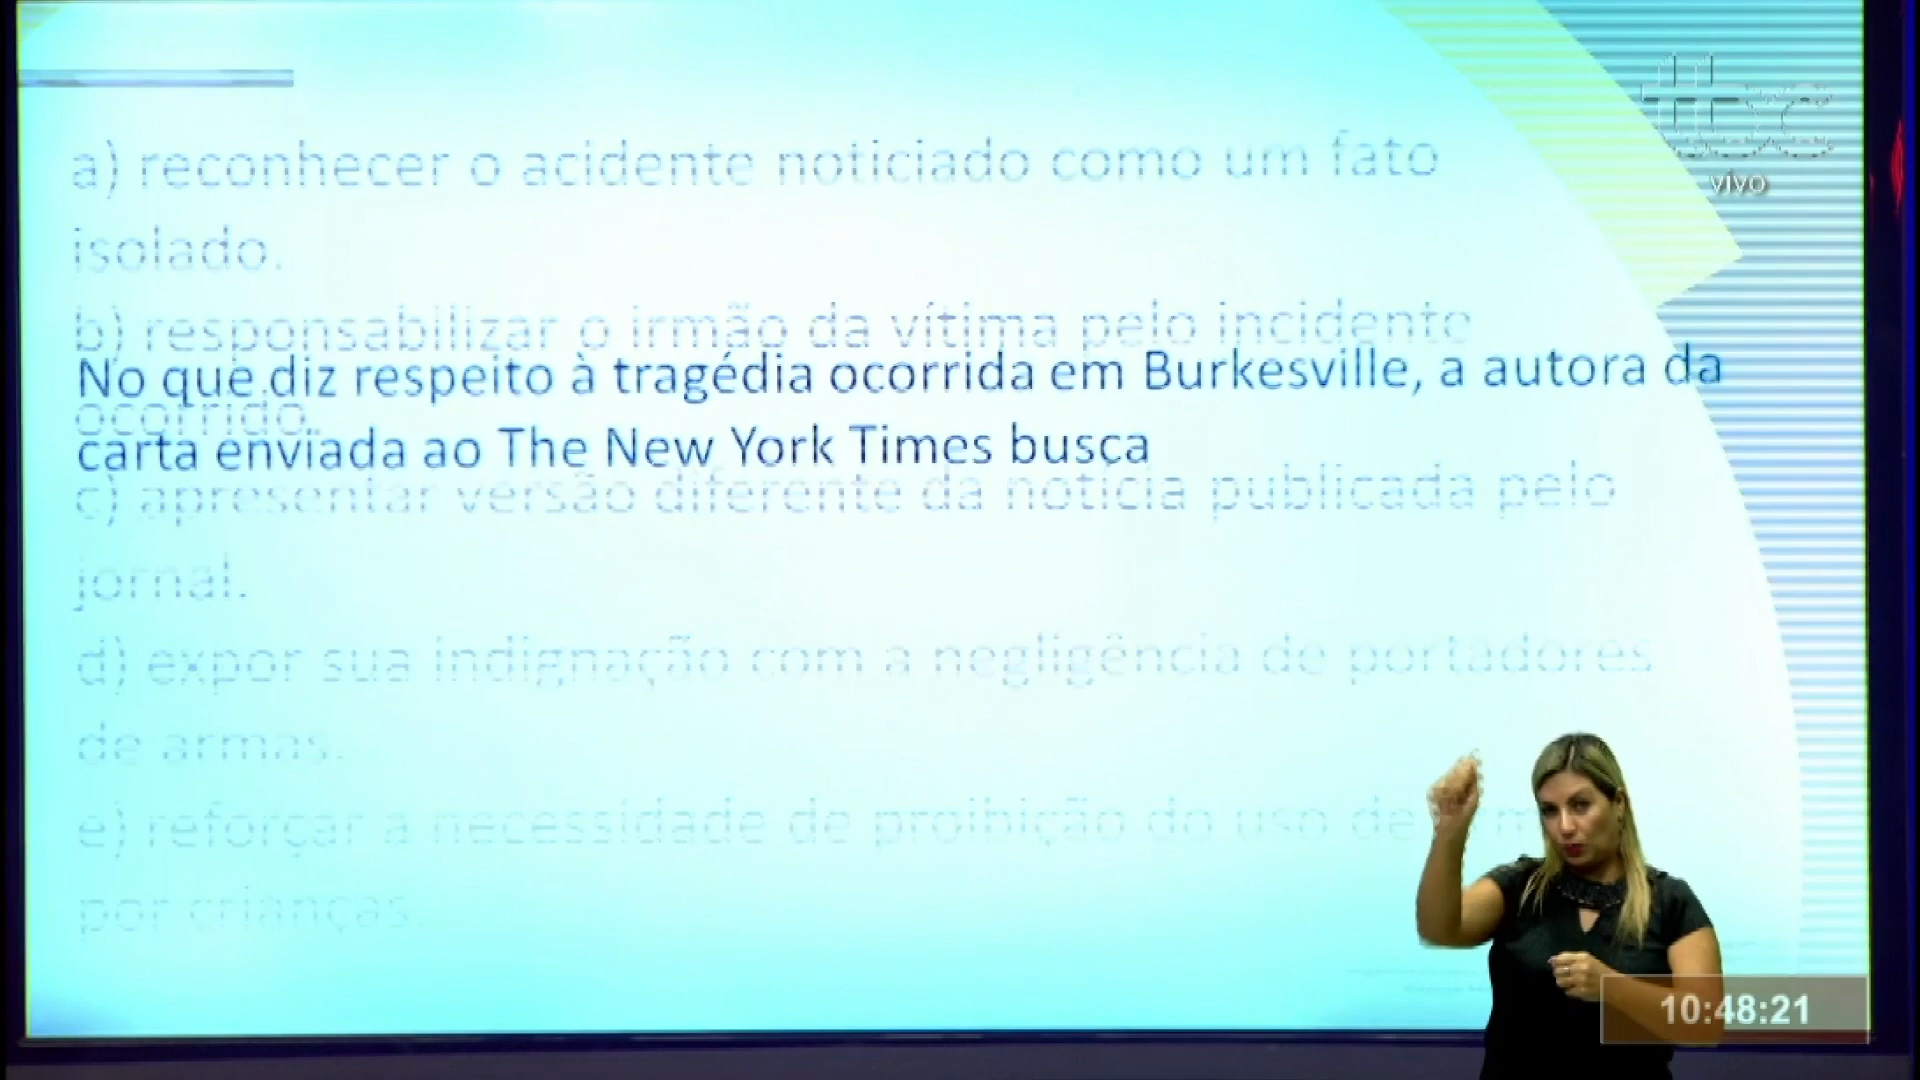 vivo
a) reconhecer o acidente noticiado como um fato
isolado.
b) responsabilizar o irmão da vítima pelo incidente
No que diz respeito à tragédia ocorrida em Burkesville, a autora da
ocorrido.
carta enviada ao The New York Times busca
c) apresentar versão diferente da notícia publicada pelo
jornal.
d) expor sua indignação com a negligência de portadores
de armas.
e) reforçar a necessidade de proibição do uso de
por crianças.
10:48:21